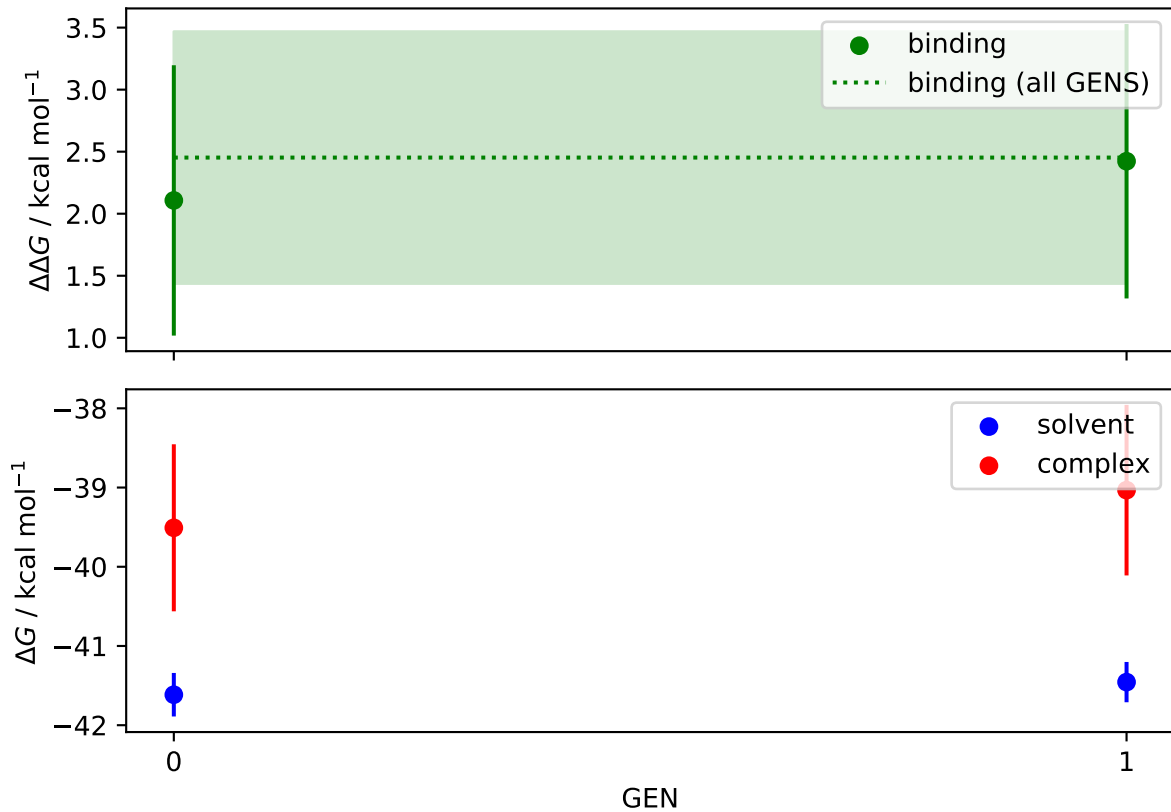 3.5
3.0
2.5
2.0
1.5
1.0
ΔΔG / kcal mol⁻¹
binding
binding (all GENS)
−38
−39
−40
−41
−42
ΔG / kcal mol⁻¹
solvent
complex
0
1
GEN